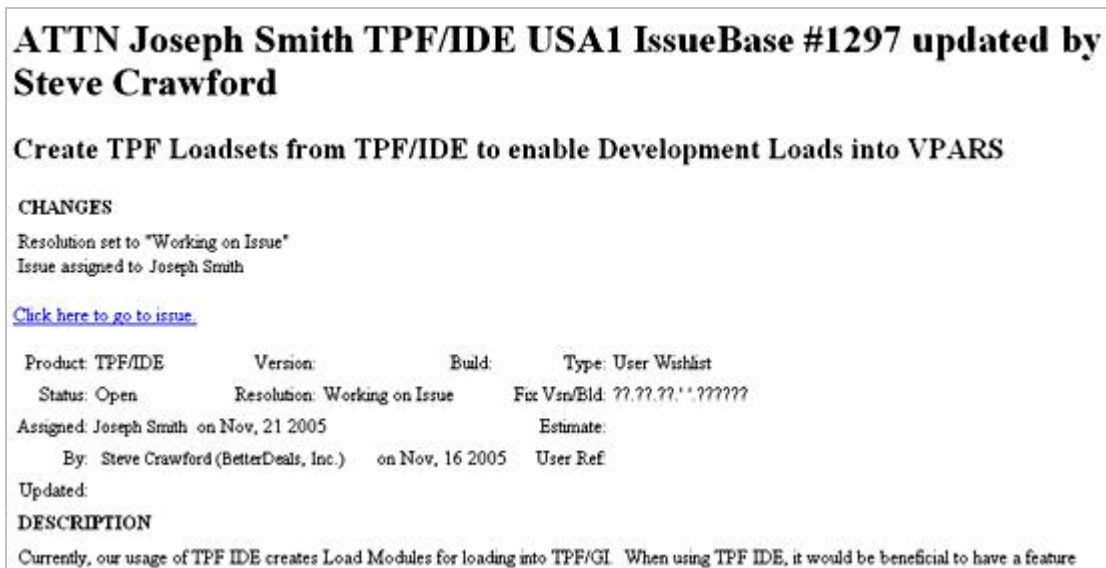 ATTN Joseph Smith TPF/IDE USA1 IssueBase #1297 updated by
Steve Crawford
Create TPF Loadsets from TPF/IDE to enable Development Loads into VPARS
CHANGES
Resolution set to "Working on Issue"
Issue assigned to Joseph Smith
Click here to go to issue.
Product: TPF/IDE Version: Build: Type: User Wishlist
Status: Open Resolution: Working on Issue Fix Vsn/Bld: ??.??.??.' '.??????
Assigned: Joseph Smith on Nov, 21 2005 Estimate:
By: Steve Crawford (BetterDeals, Inc.) on Nov, 16 2005 User Ref:
Updated:
DESCRIPTION
Currently, our usage of TPF IDE creates Load Modules for loading into TPF/GI. When using TPF IDE, it would be beneficial to have a feature